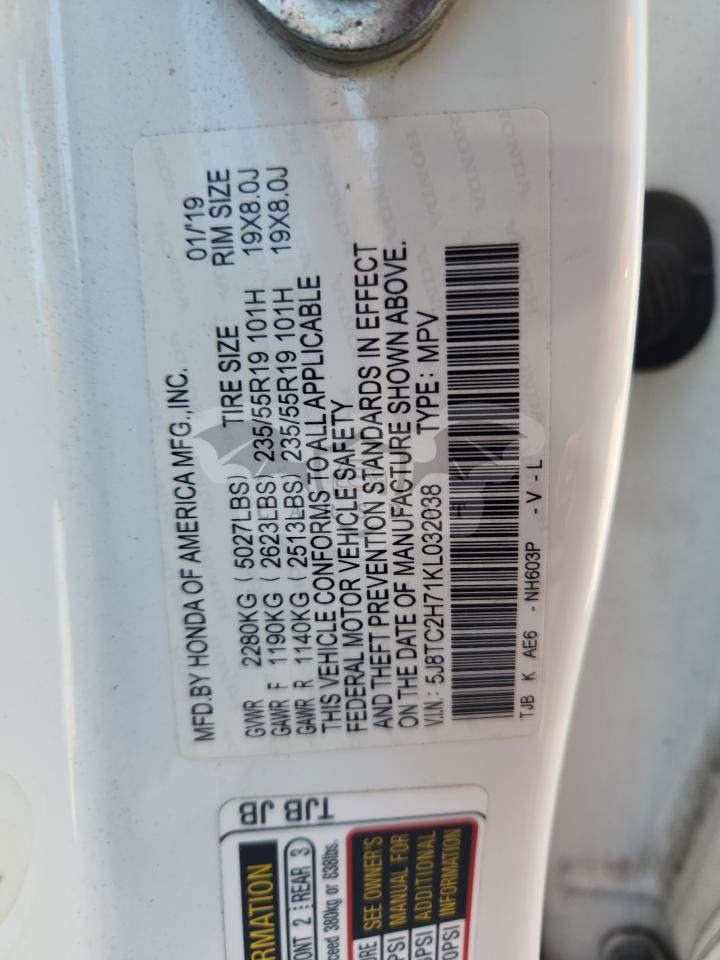 MFD.BY HONDA OF AMERICA MFG.,INC. 01/'19
GVWR 2280KG ( 5027LBS) TIRE SIZE RIM SIZE
GAWR F 1190KG ( 2623LBS) 235/55R19 101H 19X8.0J
GAWR R 1140KG ( 2513LBS) 235/55R19 101H 19X8.0J
THIS VEHICLE CONFORMS TO ALL APPLICABLE
FEDERAL MOTOR VEHICLE SAFETY
AND THEFT PREVENTION STANDARDS IN EFFECT
ON THE DATE OF MANUFACTURE SHOWN ABOVE.
V.I.N.: 5J8TC2H71KL032038 TYPE: MPV
TJB K AE6 - NH603P - V - L
TJB JB
RMATION
ONT 2 REAR 3
ceed 380kg or 838lbs.
SEE OWNER'S
MANUAL FOR
ADDITIONAL
INFORMATION